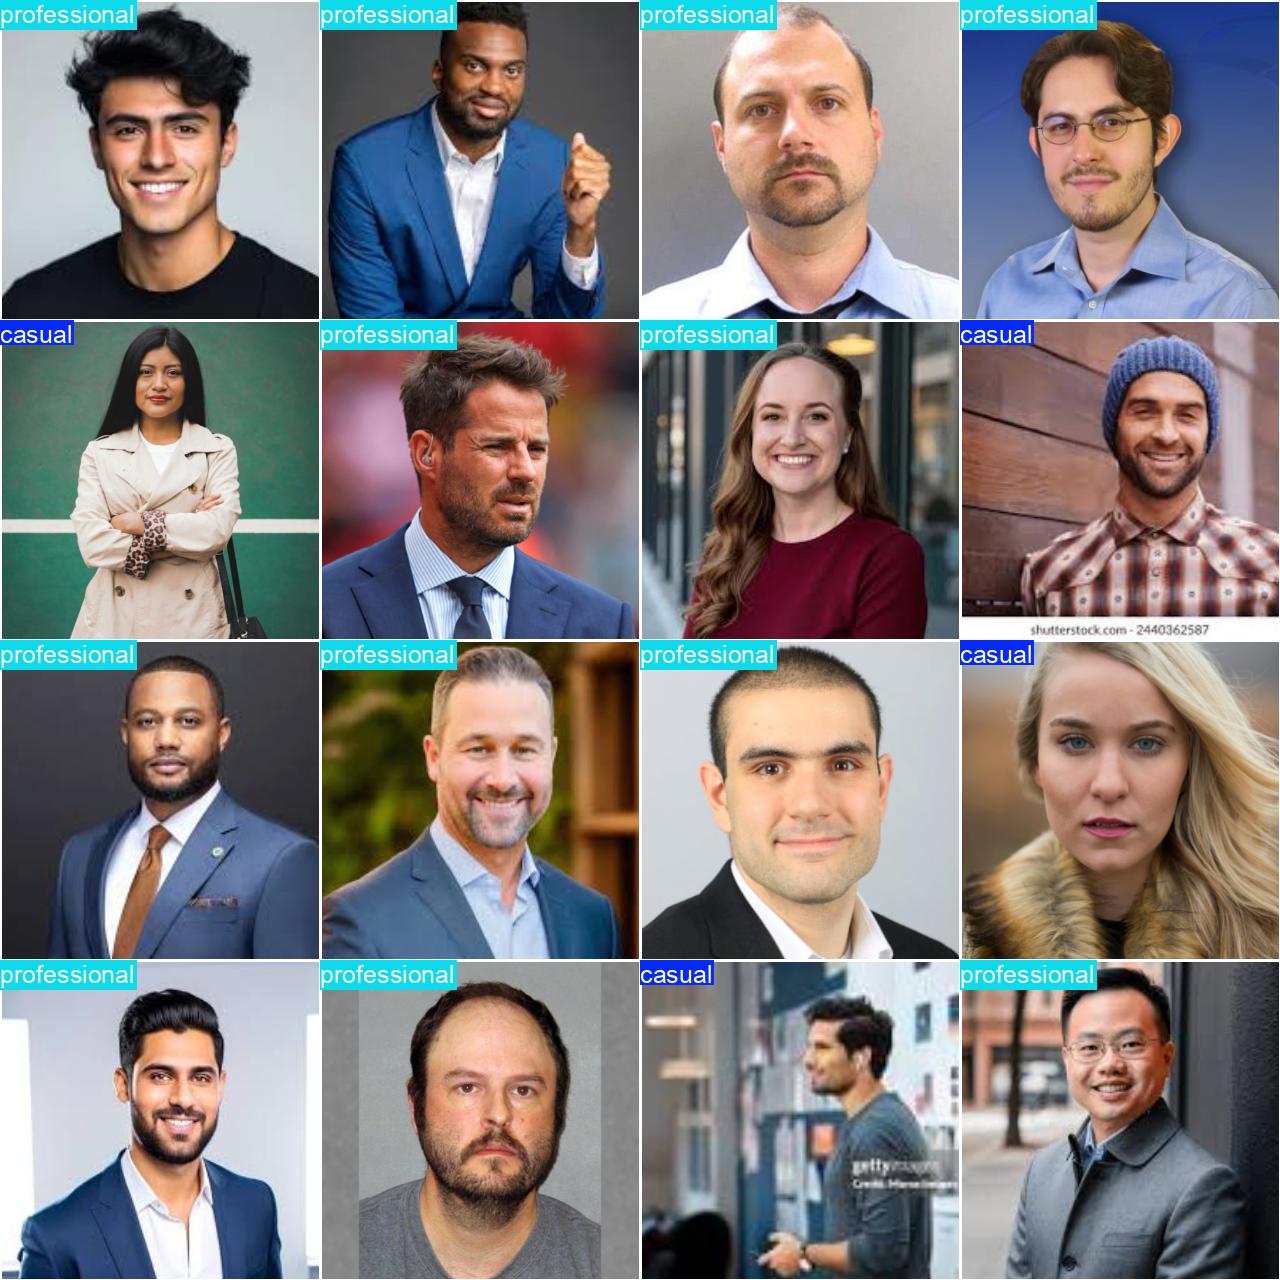 professional professional professional professional
casual professional professional casual
shutterstock.com - 2440362587
professional professional professional casual
professional professional casual professional
gettyimages